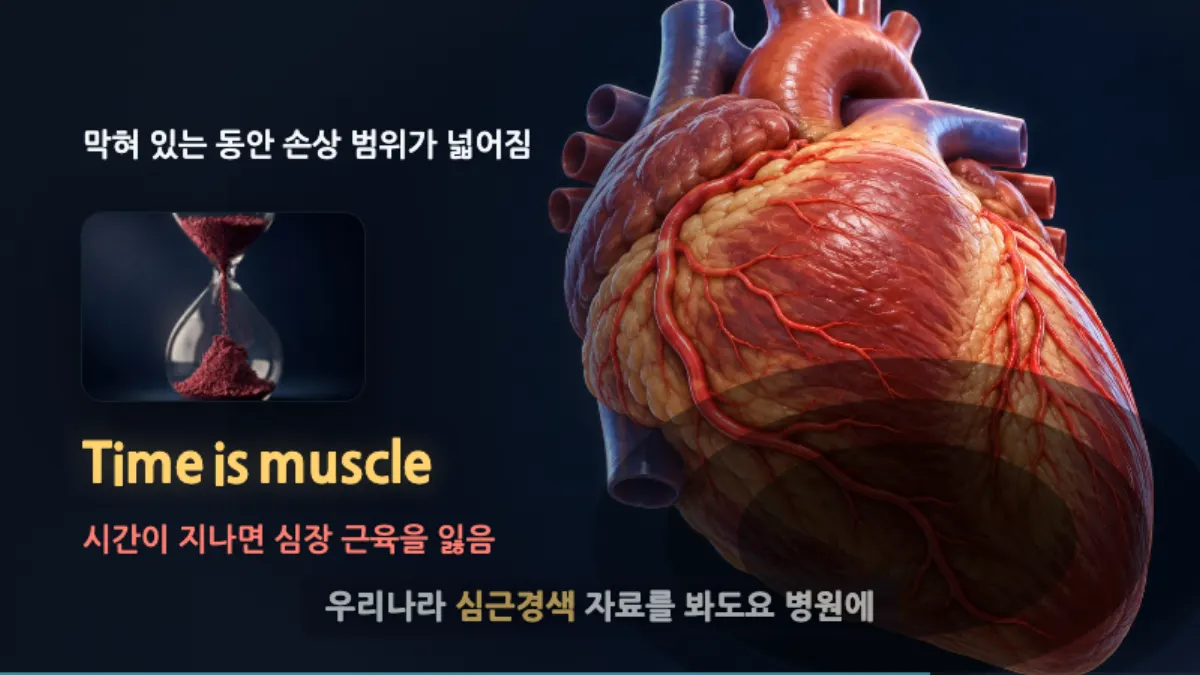 막혀 있는 동안 손상 범위가 넓어짐
Time is muscle
시간이 지나면 심장 근육을 잃음
우리나라 심근경색 자료를 봐도요 병원에